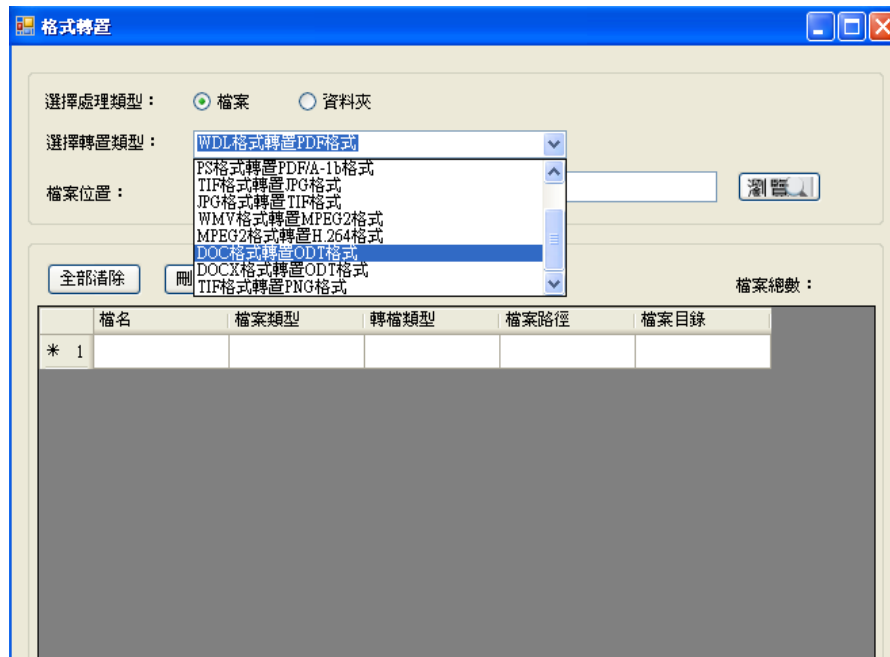 格式轉置
選擇處理類型： 檔案 資料夾
選擇轉置類型： WDL格式轉置PDF格式
PS格式轉置PDF/A-1b格式
TIF格式轉置JPG格式
檔案位置： 瀏覽
JPG格式轉置TIF格式
WMV格式轉置MPEG2格式
MPEG2格式轉置H.264格式
DOC格式轉置ODT格式
DOCX格式轉置ODT格式
TIF格式轉置PNG格式
全部清除 刪 檔案總數：
檔名 檔案類型 轉檔類型 檔案路徑 檔案目錄
* 1